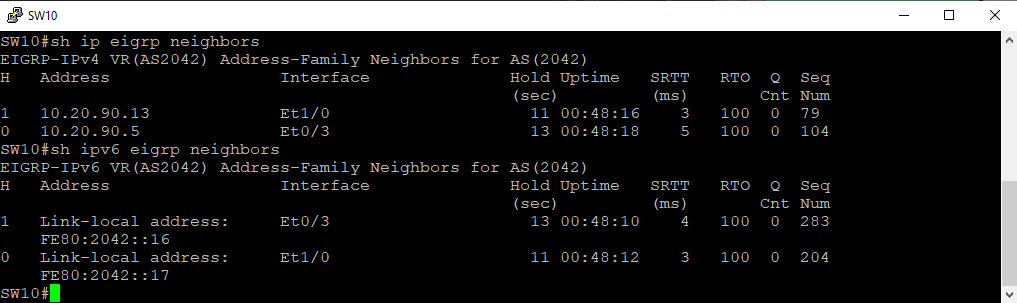 SW10
SW10#sh ip eigrp neighbors
EIGRP-IPv4 VR(AS2042) Address-Family Neighbors for AS(2042)
H   Address                 Interface              Hold Uptime   SRTT   RTO  Q  Seq
                                                   (sec)         (ms)       Cnt Num
1   10.20.90.13             Et1/0                    11 00:48:16    3   100  0  79
0   10.20.90.5              Et0/3                    13 00:48:18    5   100  0  104
SW10#sh ipv6 eigrp neighbors
EIGRP-IPv6 VR(AS2042) Address-Family Neighbors for AS(2042)
H   Address                 Interface              Hold Uptime   SRTT   RTO  Q  Seq
                                                   (sec)         (ms)       Cnt Num
1   Link-local address:     Et0/3                    13 00:48:10    4   100  0  283
    FE80:2042::16
0   Link-local address:     Et1/0                    11 00:48:12    3   100  0  204
    FE80:2042::17
SW10#